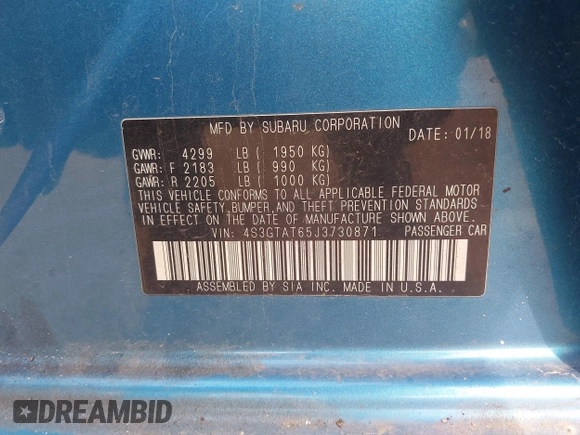 MFD BY SUBARU CORPORATION
DATE: 01/18
GVWR: 4299 LB ( 1950 KG)
GAWR: F 2183 LB ( 990 KG)
GAWR: R 2205 LB ( 1000 KG)
THIS VEHICLE CONFORMS TO ALL APPLICABLE FEDERAL MOTOR
VEHICLE SAFETY,BUMPER,AND THEFT PREVENTION STANDARDS
IN EFFECT ON THE DATE OF MANUFACTURE SHOWN ABOVE.
VIN: 4S3GTAT65J3730871 PASSENGER CAR
ASSEMBLED BY SIA INC. MADE IN U.S.A.
DREAMBID